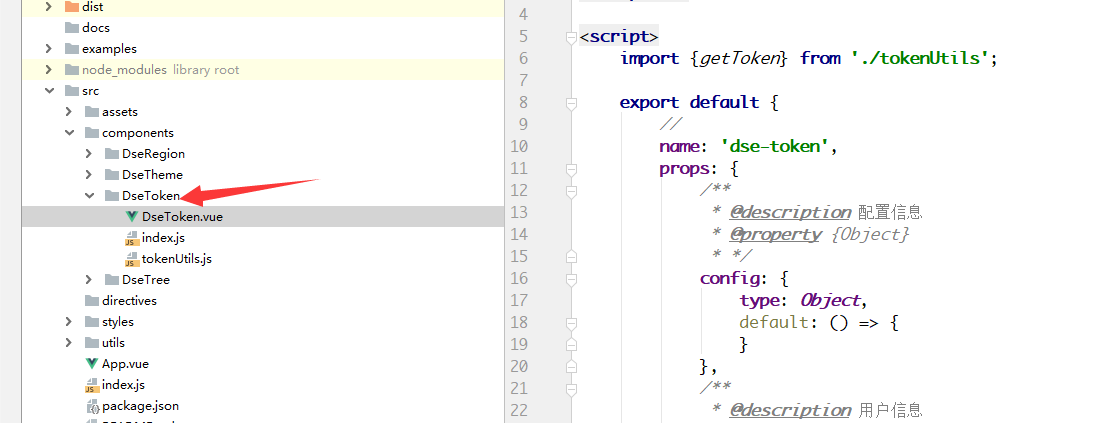 dist
docs
examples
node_modules library root
src
assets
components
DseRegion
DseTheme
DseToken
DseToken.vue
index.js
tokenUtils.js
DseTree
directives
styles
utils
App.vue
index.js
package.json
4
5 <script>
6 import {getToken} from './tokenUtils';
7
8 export default {
9 //
10 name: 'dse-token',
11 props: {
12 /**
13 * @description 配置信息
14 * @property {Object}
15 * */
16 config: {
17 type: Object,
18 default: () => {
19 }
20 },
21 /**
22 * @description 用户信息